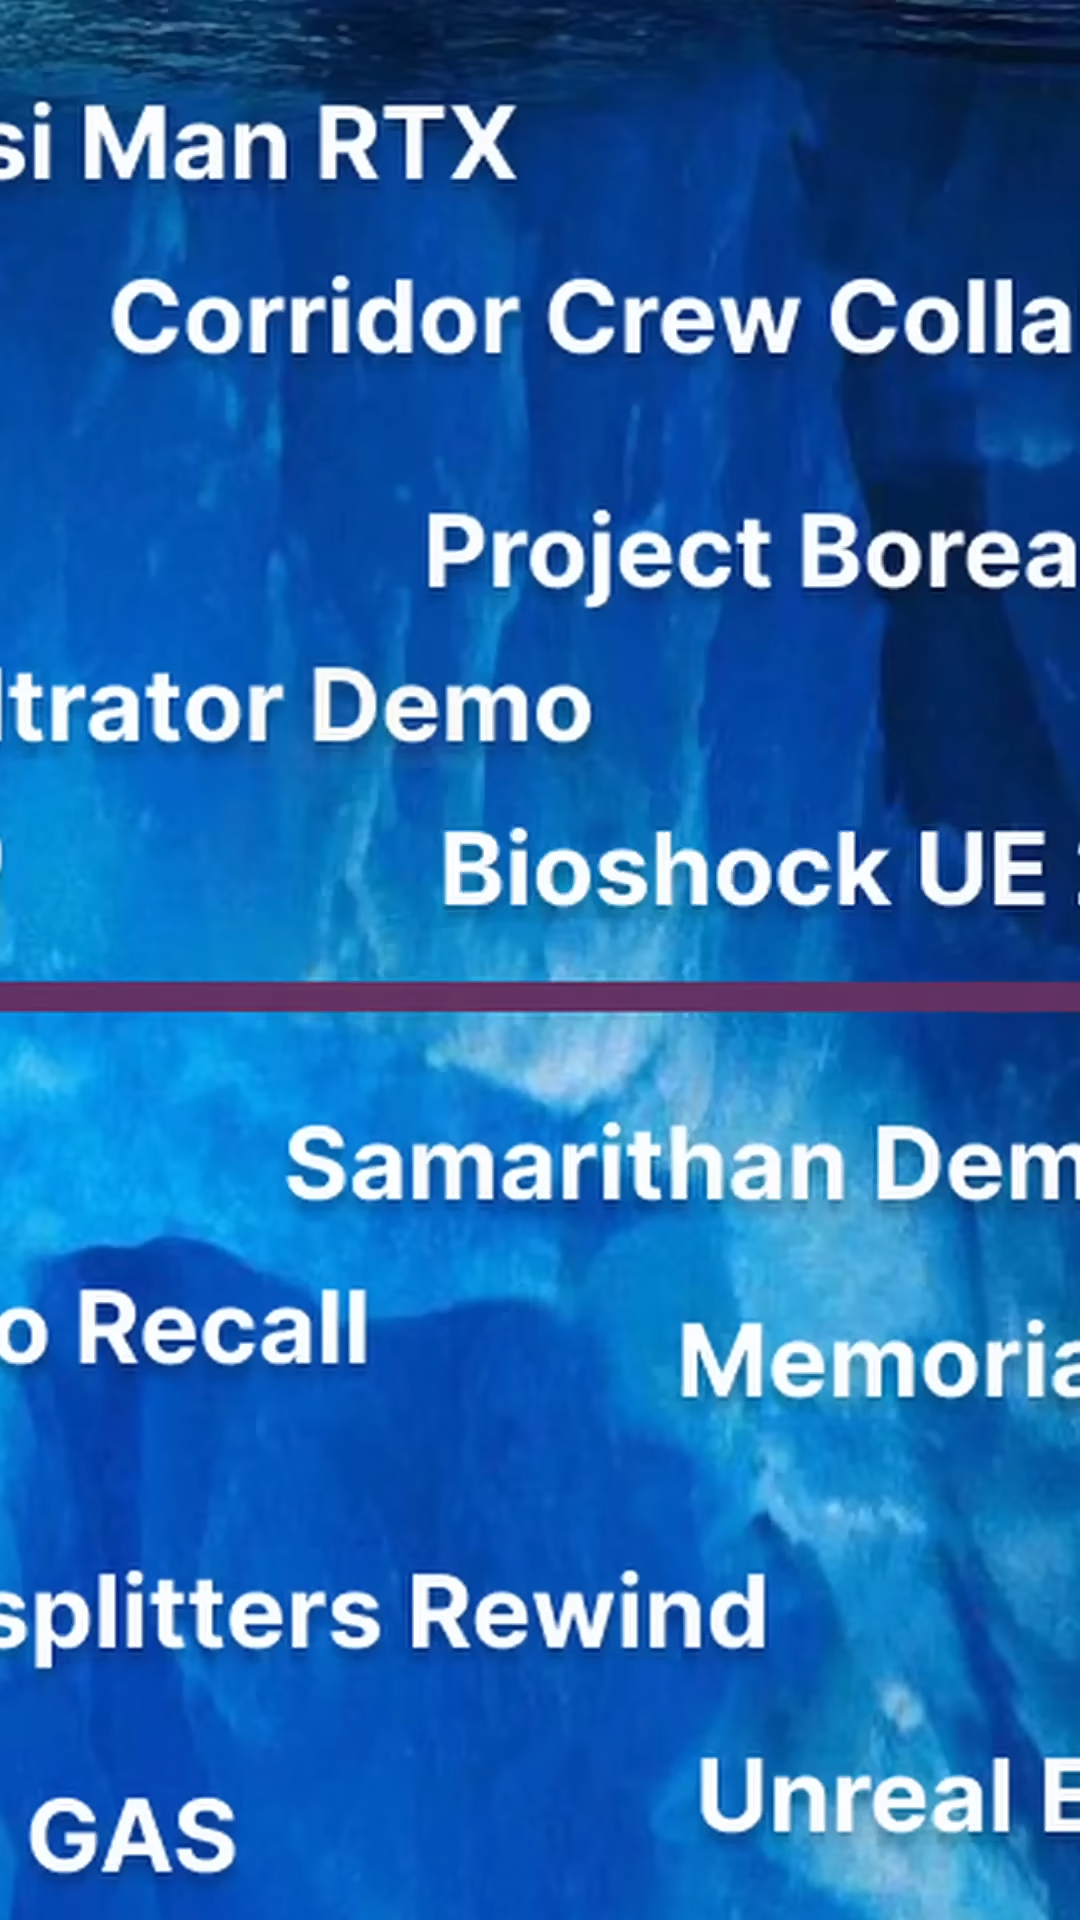 si Man RTX
Corridor Crew Colla
Project Borea
ltrator Demo
Bioshock UE
Samarithan Dem
o Recall
Memoria
splitters Rewind
Unreal E
GAS